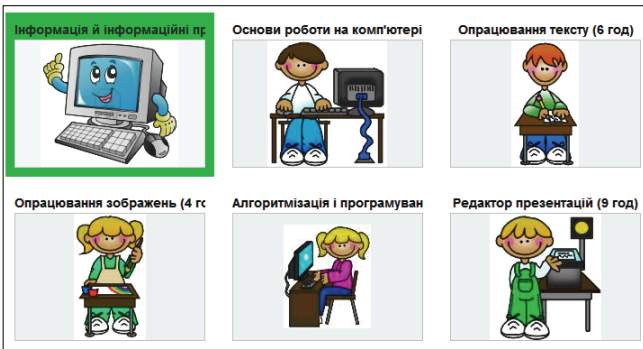 Інформація й інформаційні пр
Основи роботи на комп'ютері
Опрацювання тексту (6 год)
Опрацювання зображень (4 го
Алгоритмізація і програмуван
Редактор презентацій (9 год)